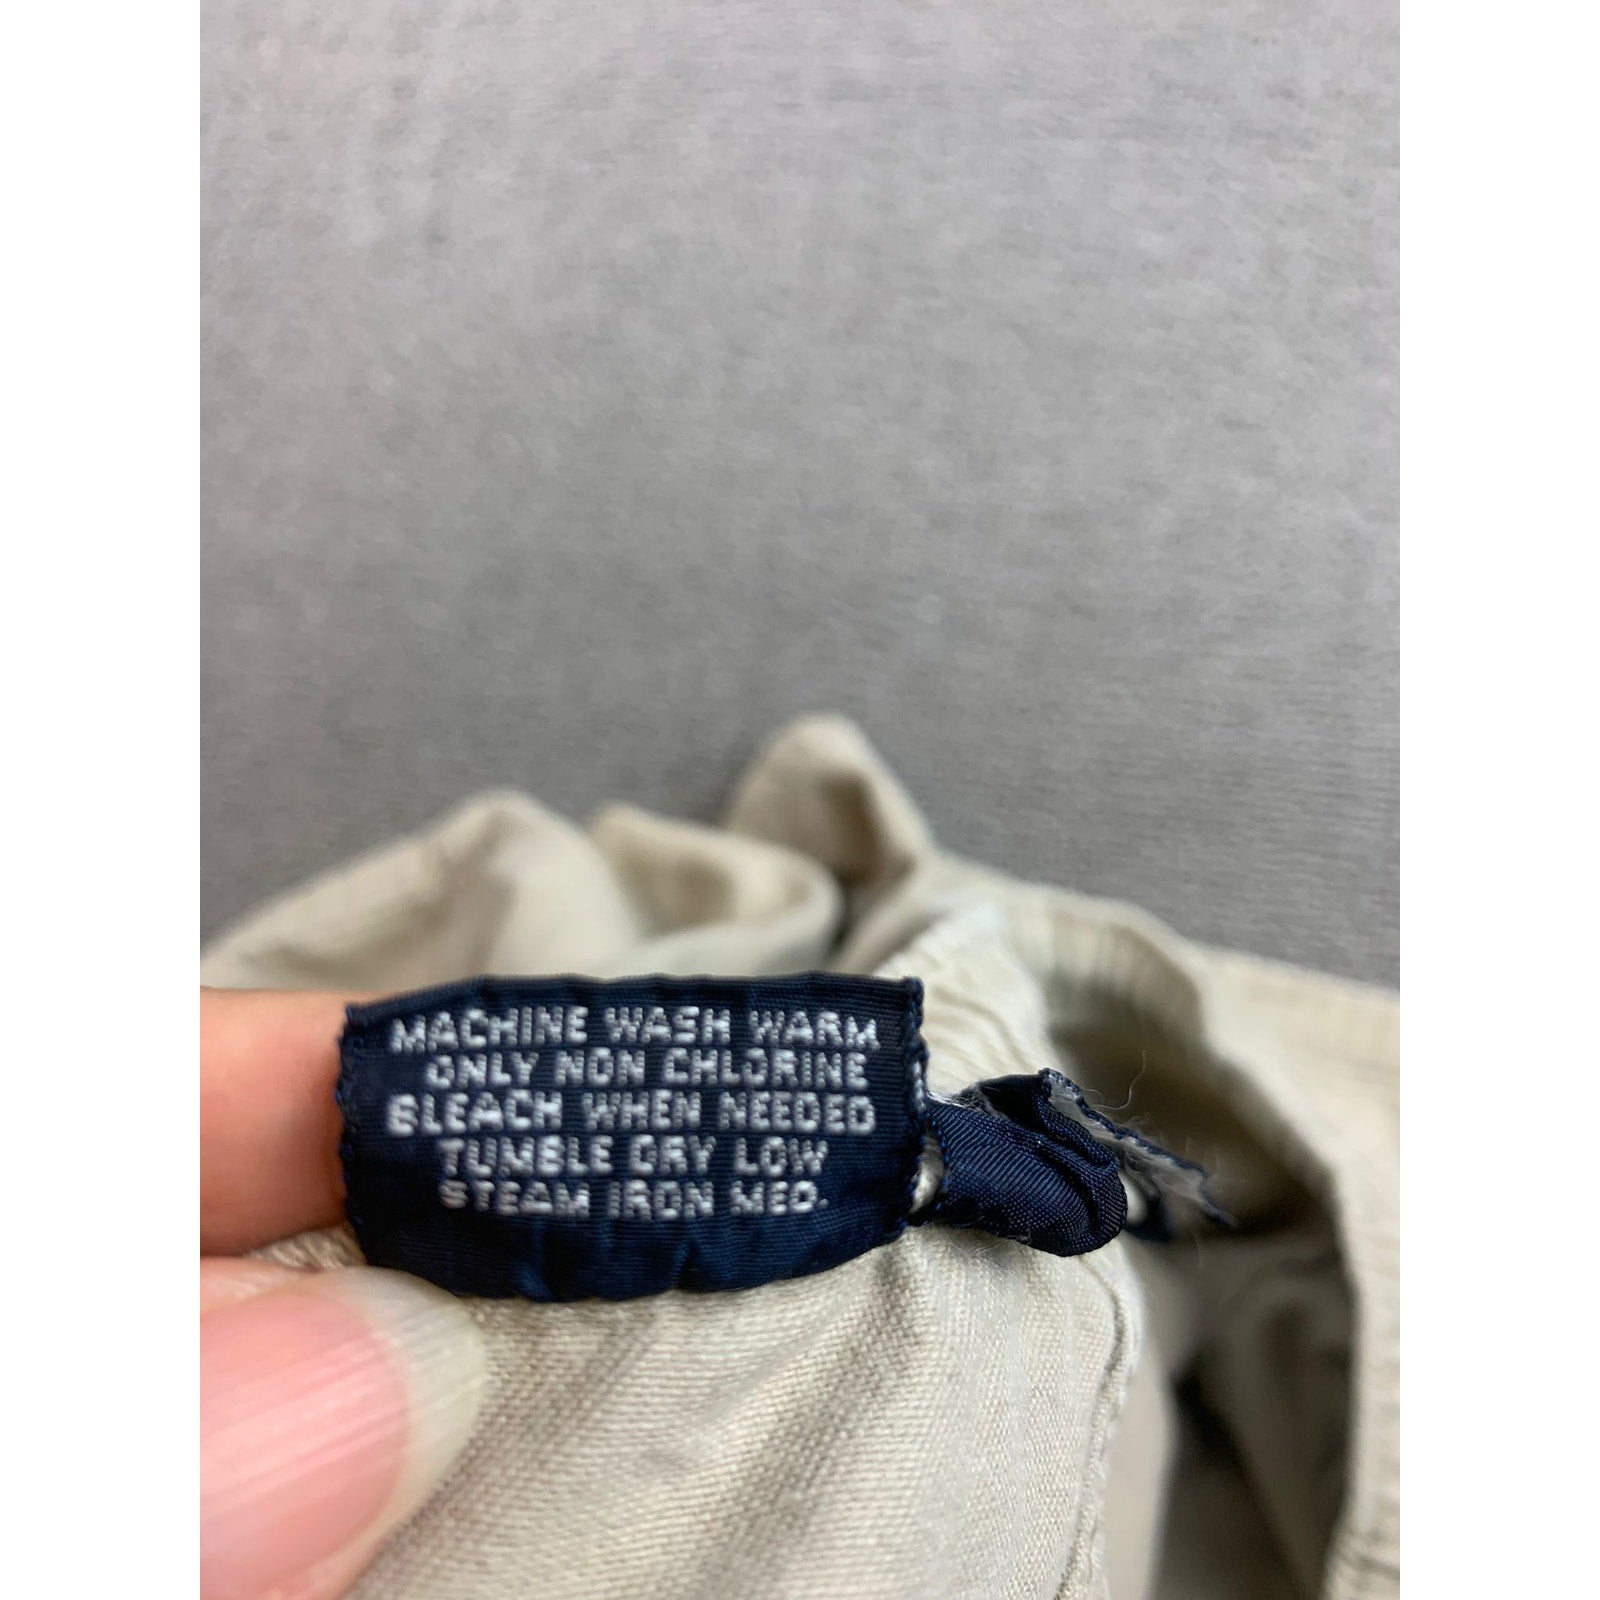 MACHINE WASH WARM
ONLY NON CHLORINE
BLEACH WHEN NEEDED
TUMBLE DRY LOW
STEAM IRON MED.